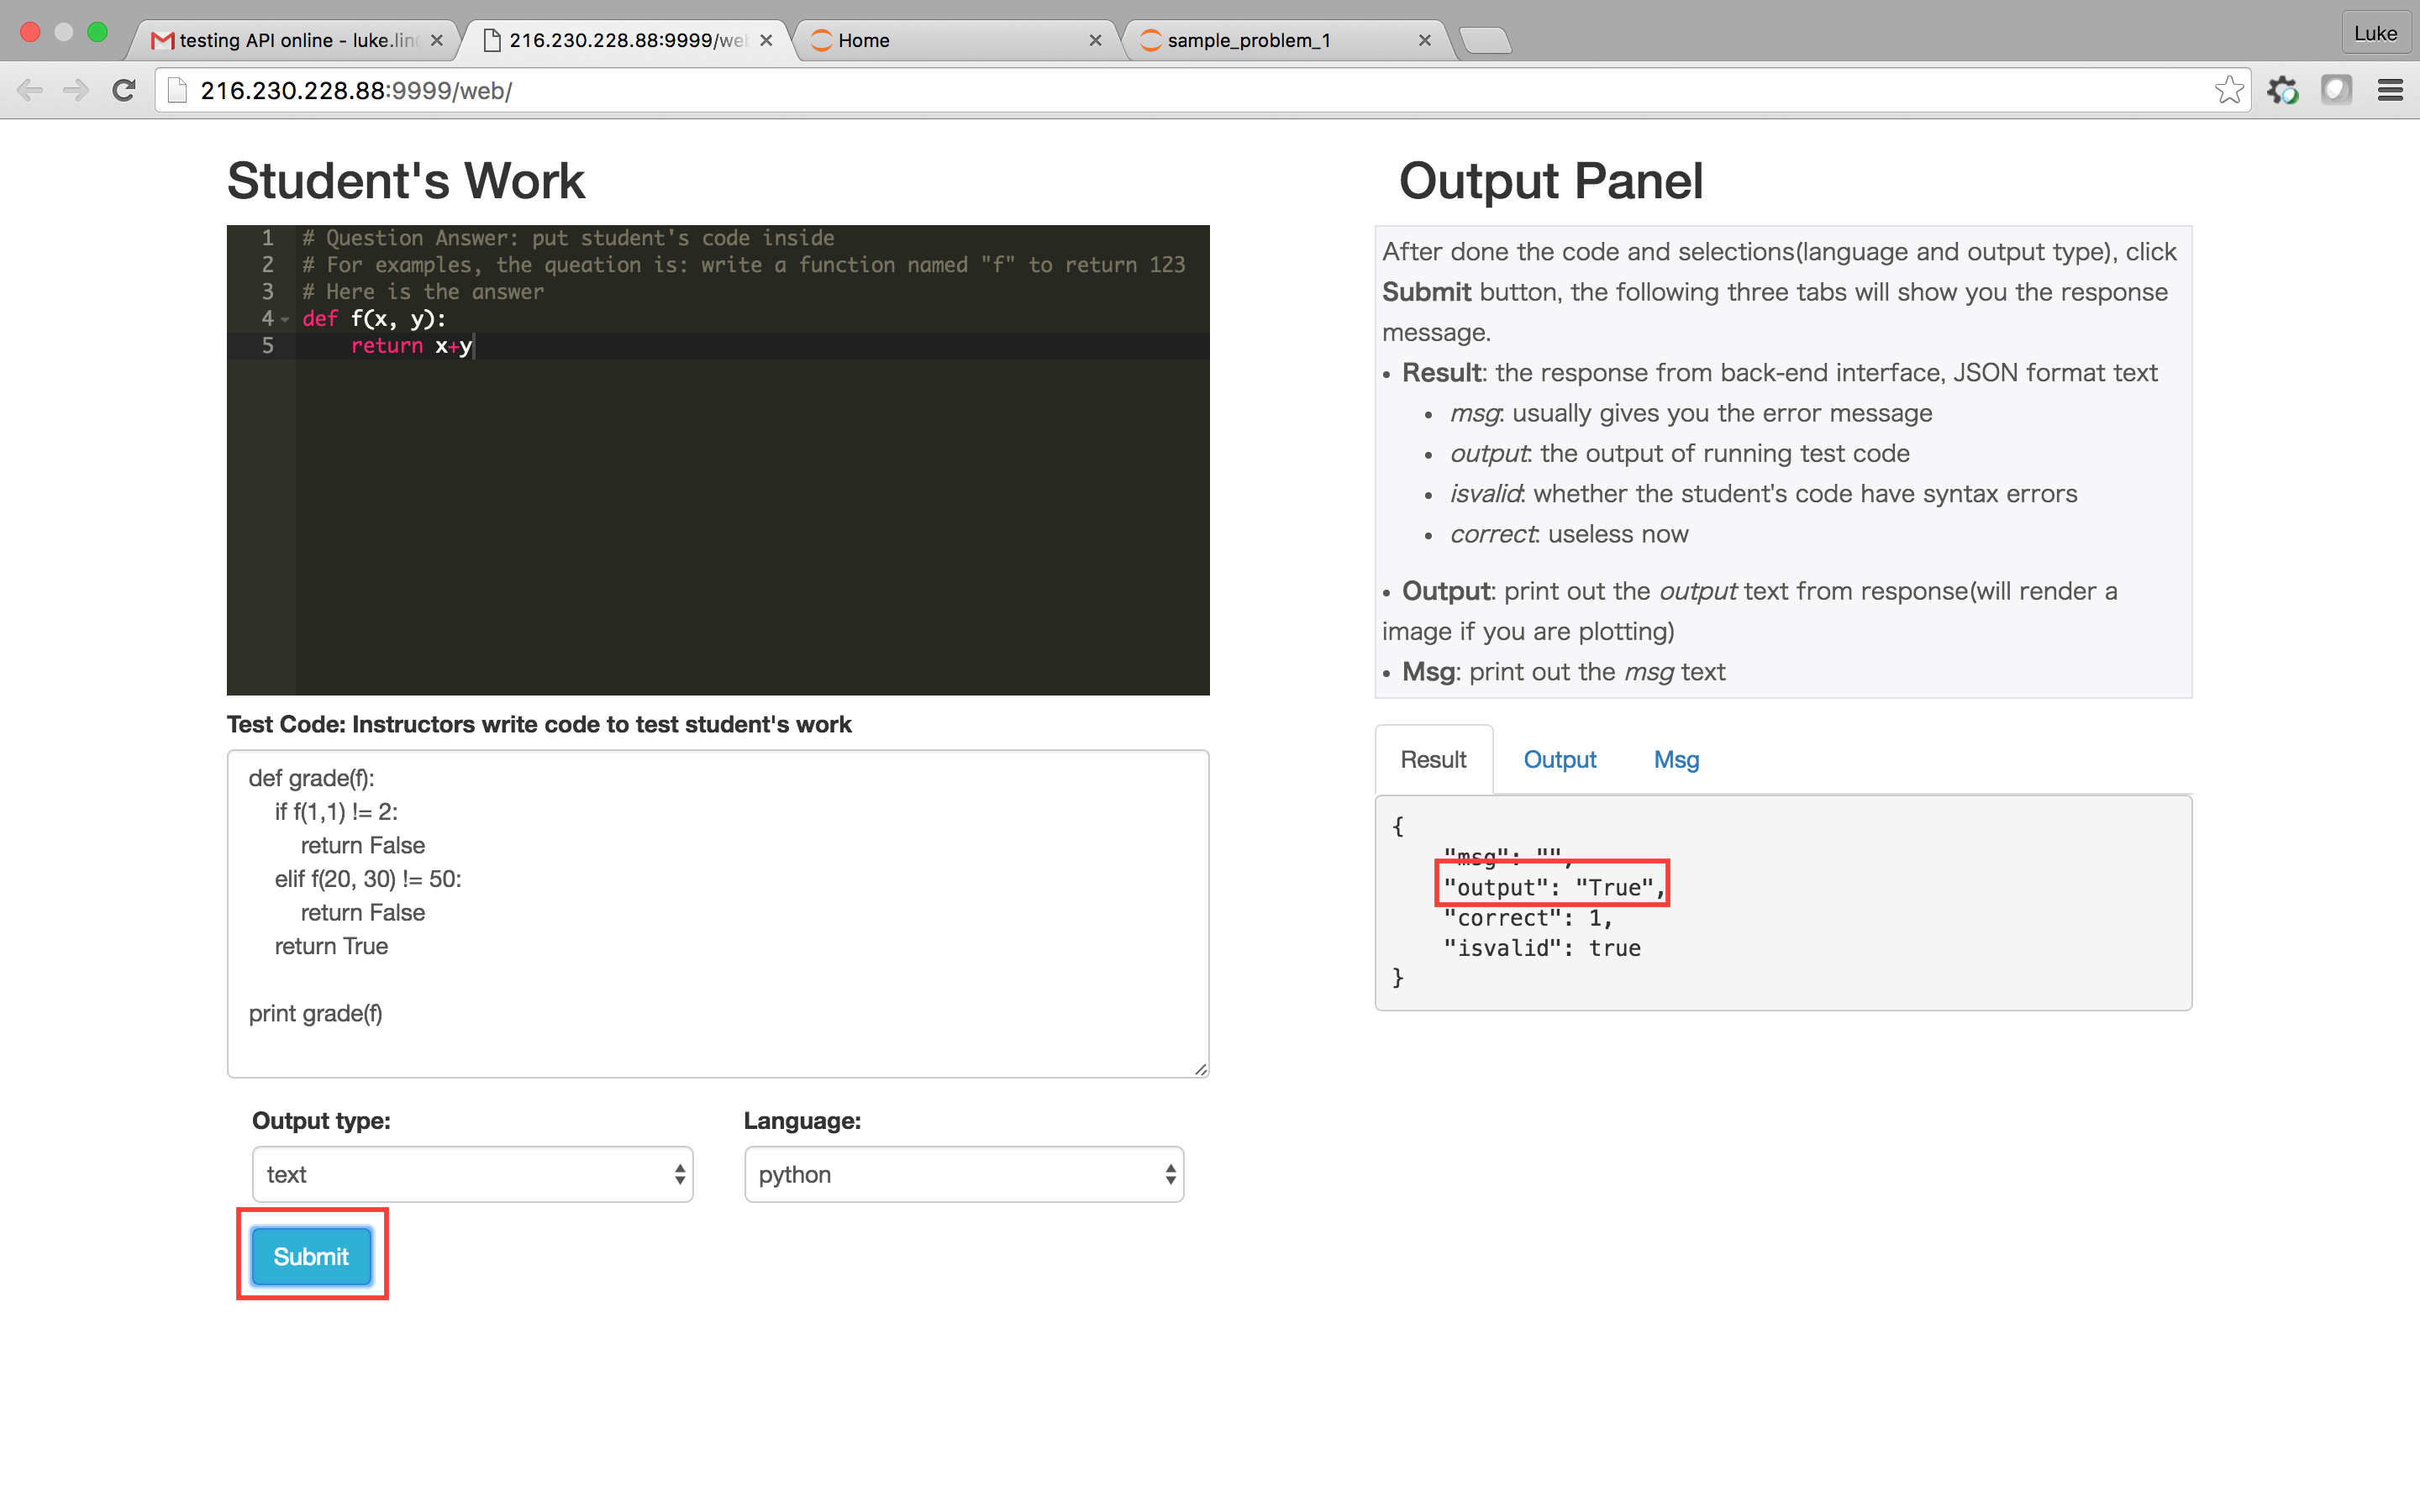 testing API online - luke.lin
216.230.228.88:9999/we
Home
sample_problem_1
Luke
216.230.228.88:9999/web/
Student's Work
1 # Question Answer: put student's code inside
2 # For examples, the queation is: write a function named "f" to return 123
3 # Here is the answer
4 def f(x, y):
5     return x+y
Test Code: Instructors write code to test student's work
def grade(f):
    if f(1,1) != 2:
        return False
    elif f(20, 30) != 50:
        return False
    return True
print grade(f)
Output type:
Language:
text
python
Submit
Output Panel
After done the code and selections(language and output type), click
Submit button, the following three tabs will show you the response
message.
• Result: the response from back-end interface, JSON format text
• msg: usually gives you the error message
• output: the output of running test code
• isvalid: whether the student's code have syntax errors
• correct: useless now
• Output: print out the output text from response(will render a
image if you are plotting)
• Msg: print out the msg text
Result Output Msg
{
    "msg": "",
    "output": "True",
    "correct": 1,
    "isvalid": true
}